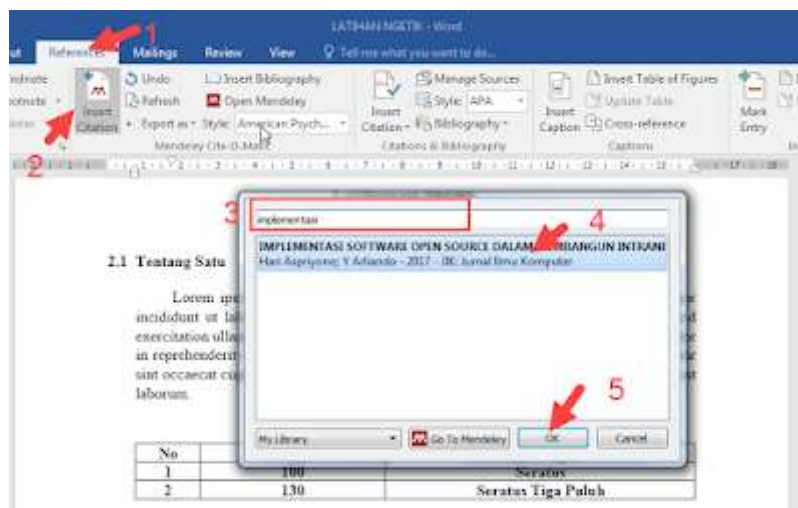 LATIHAN NGETIK - Word
References Mailings Review View Tell me what you want to do...
1
Insert Citation
Undo
Refresh
Export as
Insert Bibliography
Open Mendeley
Style: American Psych...
Mendeley Cite-O-Matic
Insert Citation
Manage Sources
Style: APA
Bibliography
Citations & Bibliography
Insert Caption
Insert Table of Figures
Update Table
Cross-reference
Captions
Mark Entry
2
3
implementasi
4
IMPLEMENTASI SOFTWARE OPEN SOURCE DALAM
Hari Aspriyono; Y Arliando - 2017 - JIK: Jurnal Ilmu Komputer
2.1 Tentang Satu
Lorem
incididunt ut
exercitation
in reprehenderit
sint occaecat
laborum.
5
My Library
Go To Mendeley
OK
Cancel
No
1 100 Seratus
2 130 Seratus Tiga Puluh